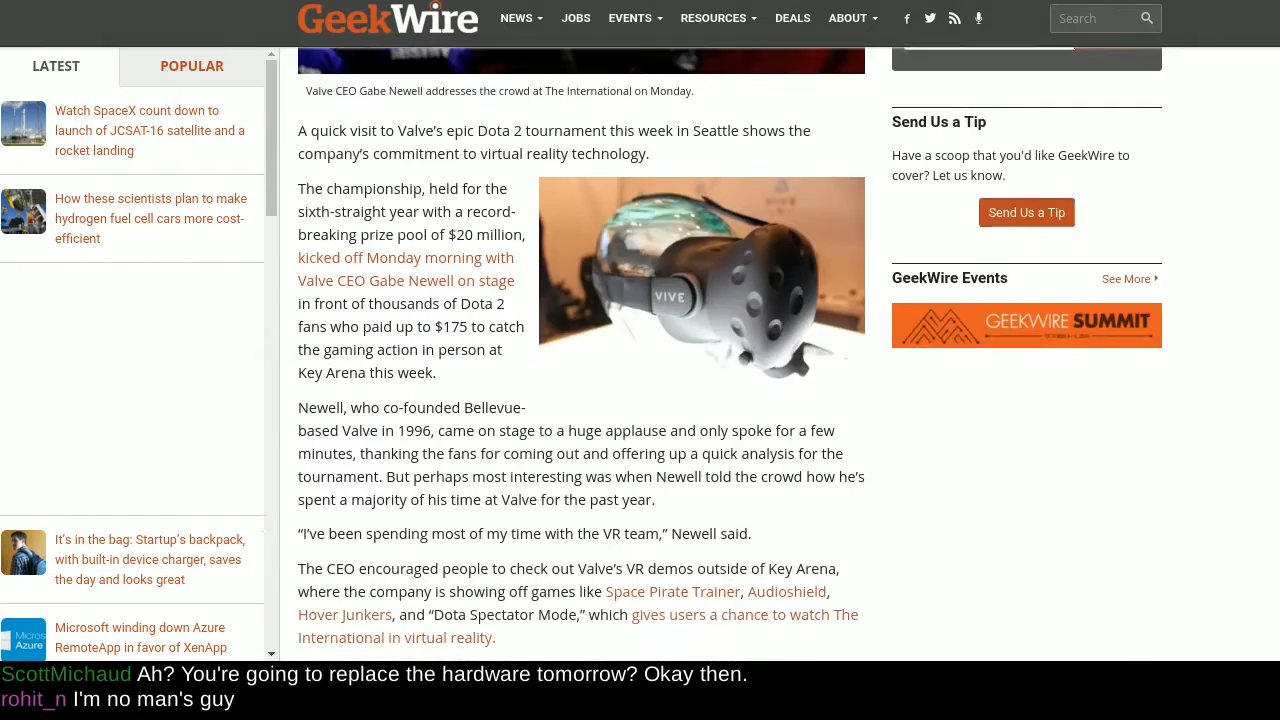 GeekWire
NEWS JOBS EVENTS RESOURCES DEALS ABOUT
Search
LATEST
POPULAR
Watch SpaceX count down to
launch of JCSAT-16 satellite and a
rocket landing
How these scientists plan to make
hydrogen fuel cell cars more cost-
efficient
It’s in the bag: Startup’s backpack,
with built-in device charger, saves
the day and looks great
Micros
Azure
Microsoft winding down Azure
RemoteApp in favor of XenApp
Valve CEO Gabe Newell addresses the crowd at The International on Monday.
A quick visit to Valve’s epic Dota 2 tournament this week in Seattle shows the
company’s commitment to virtual reality technology.
The championship, held for the
sixth-straight year with a record-
breaking prize pool of $20 million,
kicked off Monday morning with
Valve CEO Gabe Newell on stage
in front of thousands of Dota 2
fans who paid up to $175 to catch
the gaming action in person at
Key Arena this week.
VIVE
Newell, who co-founded Bellevue-
based Valve in 1996, came on stage to a huge applause and only spoke for a few
minutes, thanking the fans for coming out and offering up a quick analysis for the
tournament. But perhaps most interesting was when Newell told the crowd how he’s
spent a majority of his time at Valve for the past year.
“I’ve been spending most of my time with the VR team,” Newell said.
The CEO encouraged people to check out Valve’s VR demos outside of Key Arena,
where the company is showing off games like Space Pirate Trainer, Audioshield,
Hover Junkers, and “Dota Spectator Mode,” which gives users a chance to watch The
International in virtual reality.
Send Us a Tip
Have a scoop that you'd like GeekWire to
cover? Let us know.
Send Us a Tip
GeekWire Events
See More
GEEKWIRE SUMMIT
ScottMichaud Ah? You're going to replace the hardware tomorrow? Okay then.
rohit_n I'm no man's guy